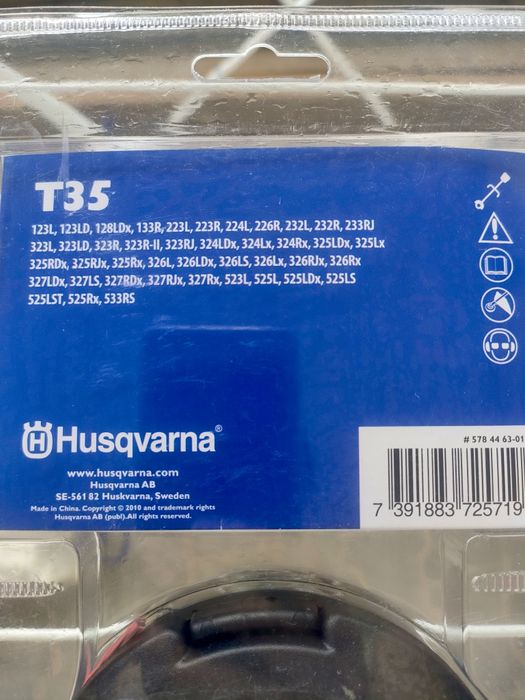 T35
123L, 123LD, 128LDx, 133R, 223L, 223R, 224L, 226R, 232L, 232R, 233RJ
323L, 323LD, 323R, 323R-II, 323RJ, 324LDx, 324Lx, 324Rx, 325LDx, 325Lx
325RDx, 325RJx, 325Rx, 326L, 326LDx, 326LS, 326Lx, 326RJx, 326Rx
327LDx, 327LS, 327RDx, 327RJx, 327Rx, 523L, 525L, 525LDx, 525LS
525LST, 525Rx, 533RS
Husqvarna®
www.husqvarna.com
Husqvarna AB
SE-561 82 Huskvarna, Sweden
Made in China. Copyright © 2010 and trademark rights
Husqvarna AB (publ).All rights reserved.
# 578 44 63-01
7 391883 725719